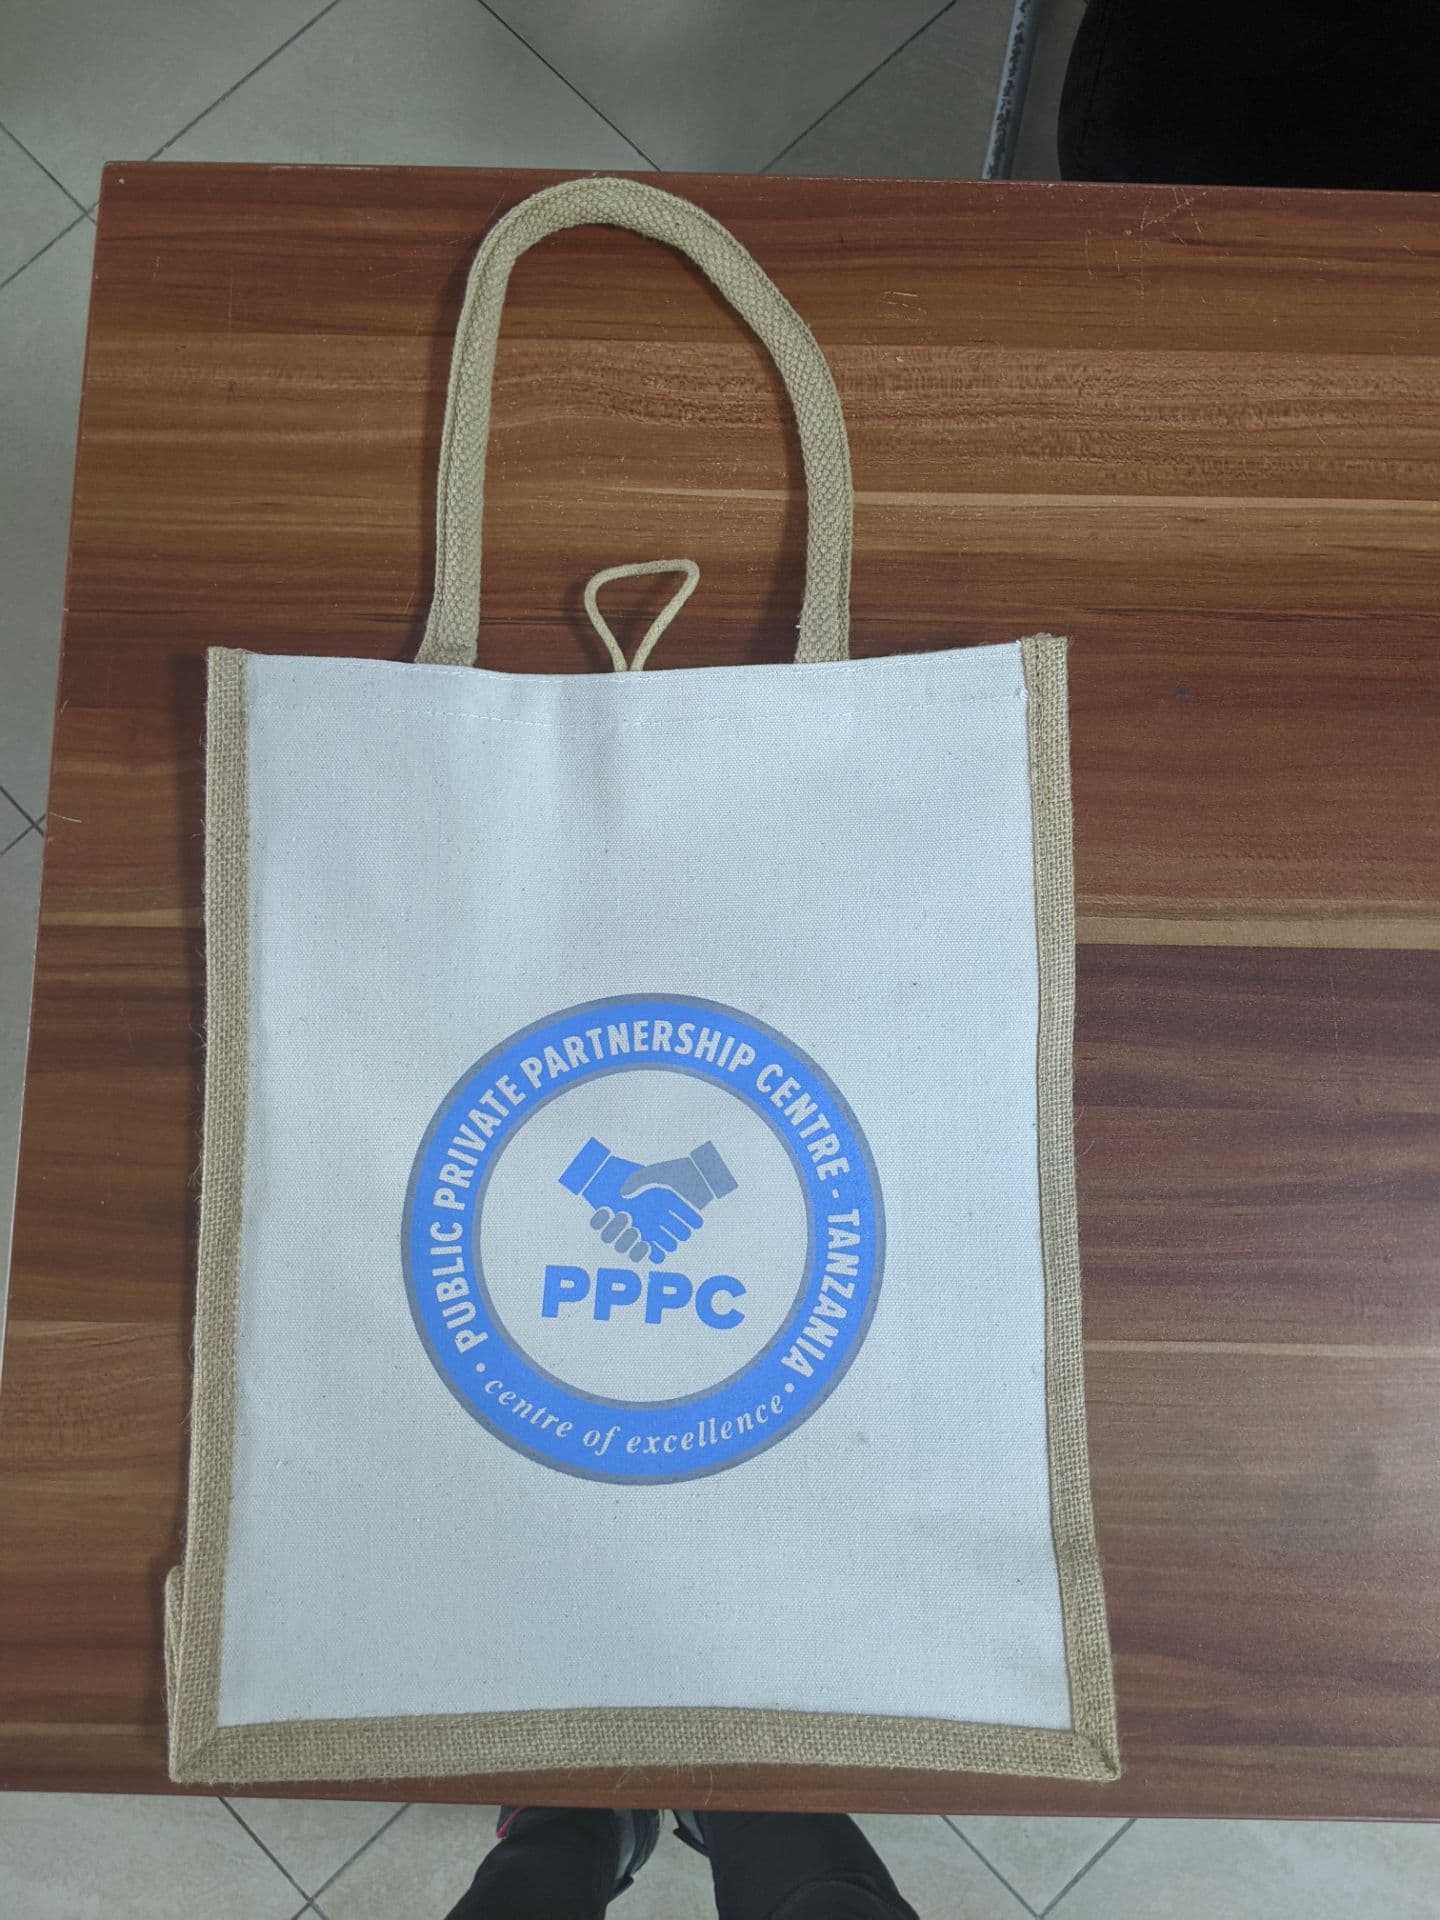 PUBLIC PRIVATE PARTNERSHIP CENTRE - TANZANIA
PPPC
• centre of excellence •